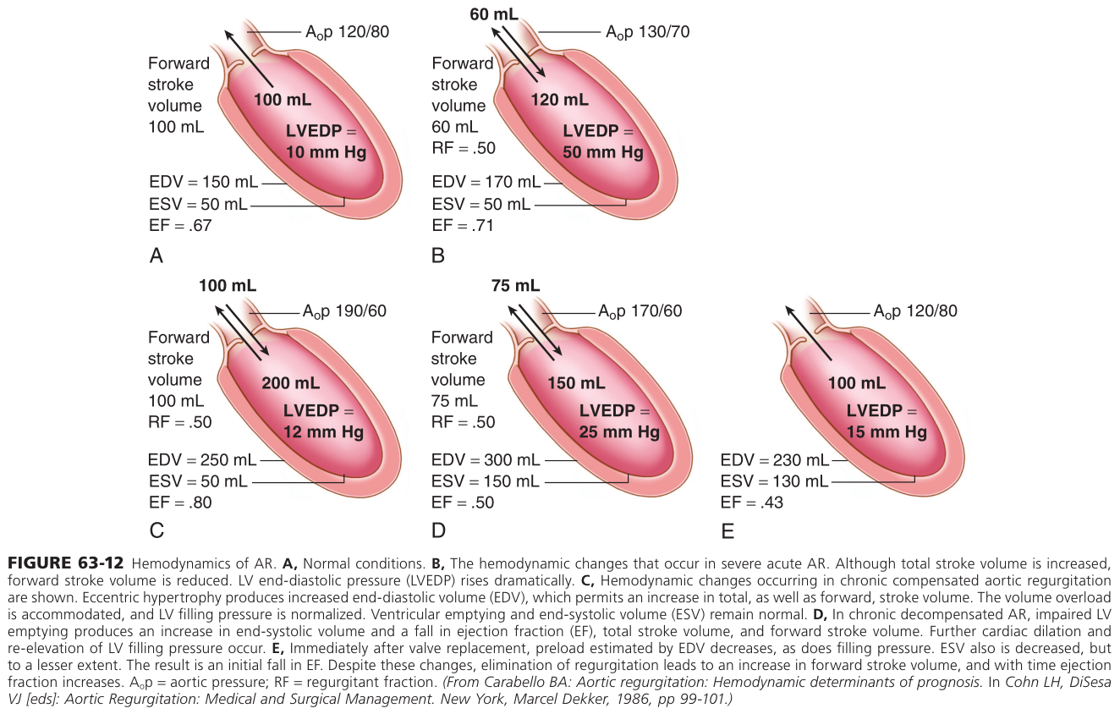 AₒP 120/80
Forward
stroke
volume
100 mL
100 mL
LVEDP =
10 mm Hg
EDV = 150 mL
ESV = 50 mL
EF = .67
A
60 mL
Aₒp 130/70
Forward
stroke
volume
60 mL
RF = .50
120 mL
LVEDP =
50 mm Hg
EDV = 170 mL
ESV = 50 mL
EF = .71
B
100 mL
Aₒp 190/60
Forward
stroke
volume
100 mL
RF = .50
200 mL
LVEDP =
12 mm Hg
EDV = 250 mL
ESV = 50 mL
EF = .80
C
75 mL
Aₒp 170/60
Forward
stroke
volume
75 mL
RF = .50
150 mL
LVEDP =
25 mm Hg
EDV = 300 mL
ESV = 150 mL
EF = .50
D
Aₒp 120/80
100 mL
LVEDP =
15 mm Hg
EDV = 230 mL
ESV = 130 mL
EF = .43
E
FIGURE 63-12 Hemodynamics of AR. A, Normal conditions. B, The hemodynamic changes that occur in severe acute AR. Although total stroke volume is increased,
forward stroke volume is reduced. LV end-diastolic pressure (LVEDP) rises dramatically. C, Hemodynamic changes occurring in chronic compensated aortic regurgitation
are shown. Eccentric hypertrophy produces increased end-diastolic volume (EDV), which permits an increase in total, as well as forward, stroke volume. The volume overload
is accommodated, and LV filling pressure is normalized. Ventricular emptying and end-systolic volume (ESV) remain normal. D, In chronic decompensated AR, impaired LV
emptying produces an increase in end-systolic volume and a fall in ejection fraction (EF), total stroke volume, and forward stroke volume. Further cardiac dilation and
re-elevation of LV filling pressure occur. E, Immediately after valve replacement, preload estimated by EDV decreases, as does filling pressure. ESV also is decreased, but
to a lesser extent. The result is an initial fall in EF. Despite these changes, elimination of regurgitation leads to an increase in forward stroke volume, and with time ejection
fraction increases. Aₒp = aortic pressure; RF = regurgitant fraction. (From Carabello BA: Aortic regurgitation: Hemodynamic determinants of prognosis. In Cohn LH, DiSesa
VJ [eds]: Aortic Regurgitation: Medical and Surgical Management. New York, Marcel Dekker, 1986, pp 99-101.)